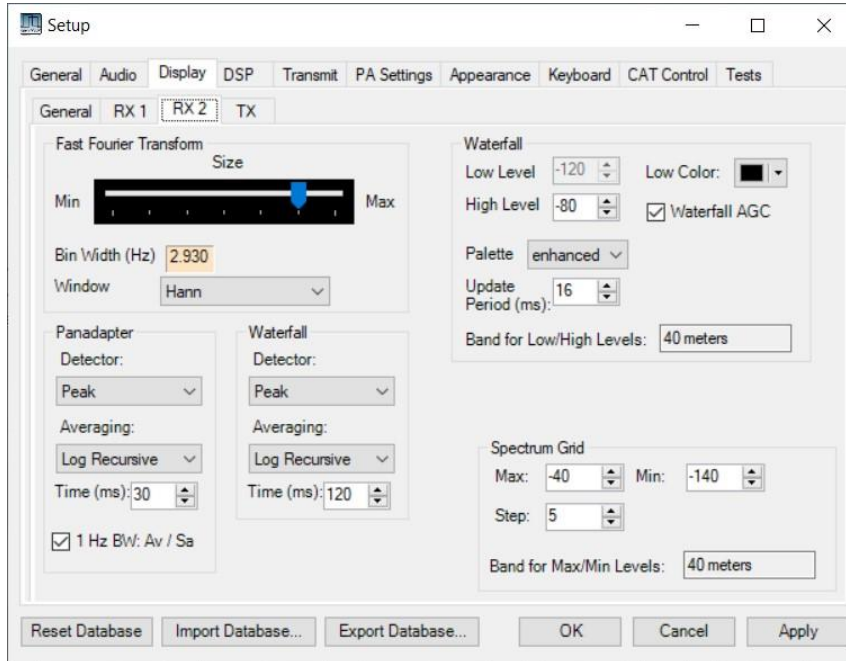 Setup
General Audio Display DSP Transmit PA Settings Appearance Keyboard CAT Control Tests
General RX 1 RX 2 TX
Fast Fourier Transform
Size
Min Max
Bin Width (Hz) 2.930
Window Hann
Panadapter
Detector:
Peak
Averaging:
Log Recursive
Time (ms): 30
1 Hz BW: Av / Sa
Waterfall
Detector:
Peak
Averaging:
Log Recursive
Time (ms): 120
Waterfall
Low Level -120 Low Color:
High Level -80 Waterfall AGC
Palette enhanced
Update
Period (ms): 16
Band for Low/High Levels: 40 meters
Spectrum Grid
Max: -40 Min: -140
Step: 5
Band for Max/Min Levels: 40 meters
Reset Database Import Database... Export Database... OK Cancel Apply